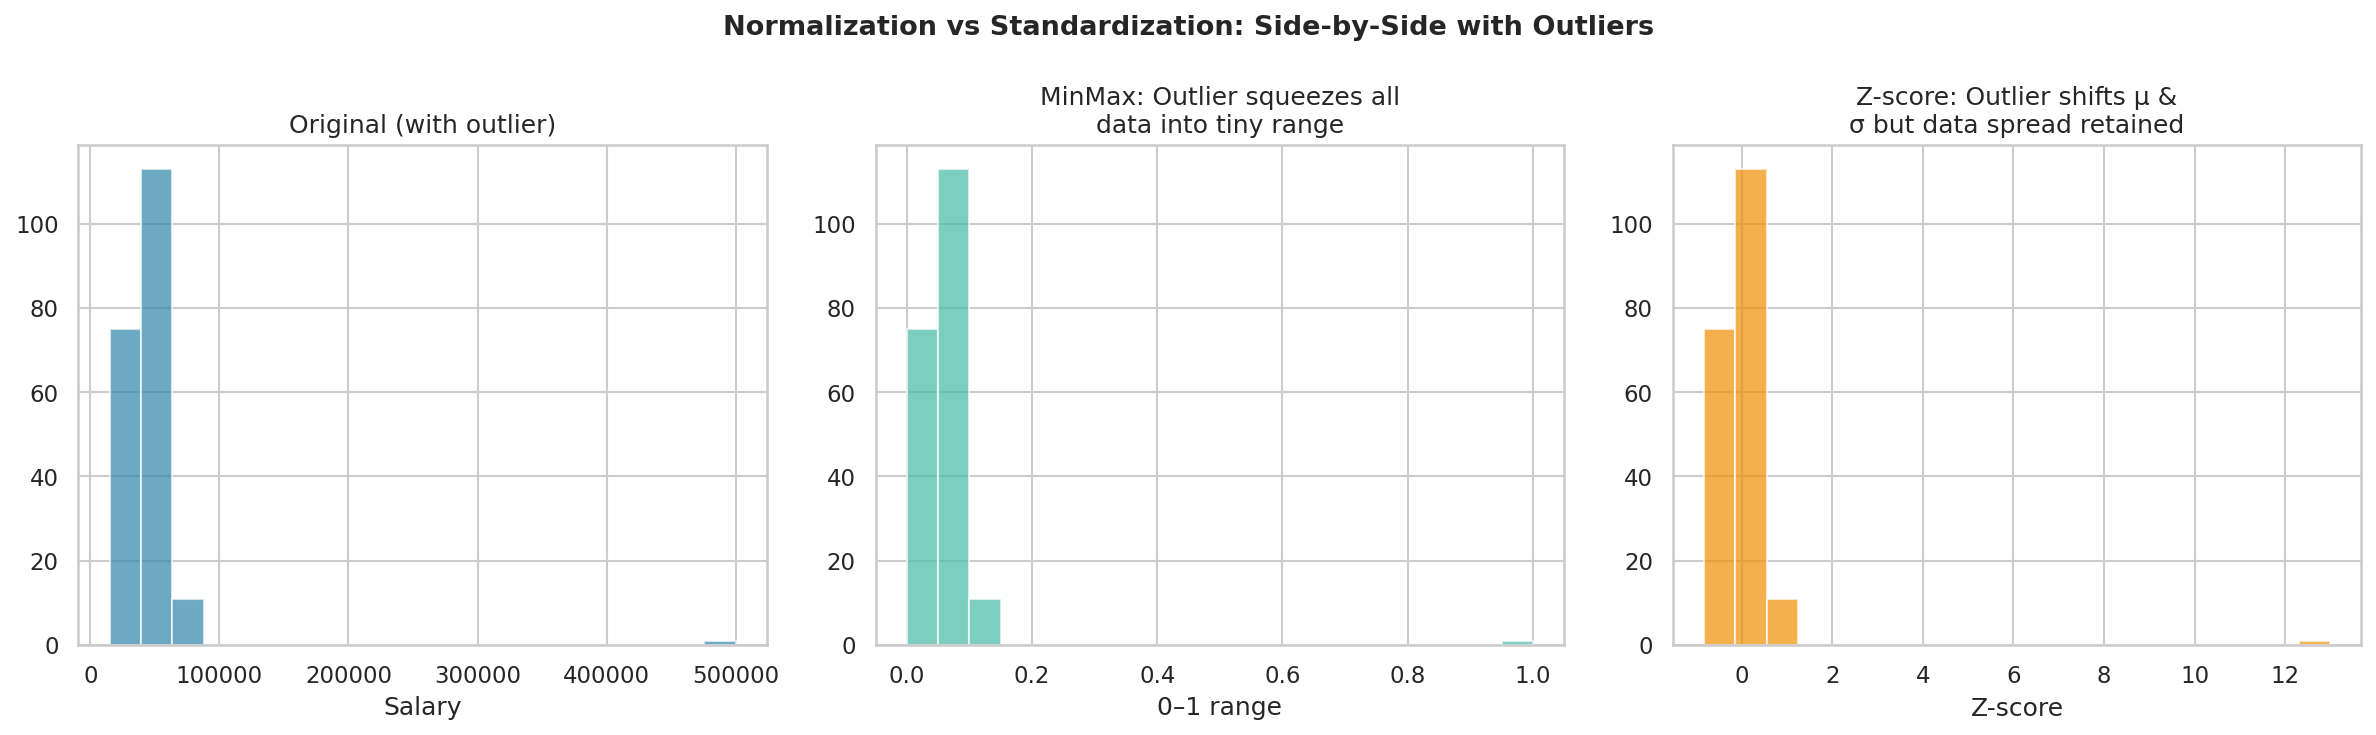 Normalization vs Standardization: Side-by-Side with Outliers
Original (with outlier)
100
80
60
40
20
0
0 100000 200000 300000 400000 500000
Salary
MinMax: Outlier squeezes all
data into tiny range
100
80
60
40
20
0
0.0 0.2 0.4 0.6 0.8 1.0
0–1 range
Z-score: Outlier shifts μ &
σ but data spread retained
100
80
60
40
20
0
0 2 4 6 8 10 12
Z-score